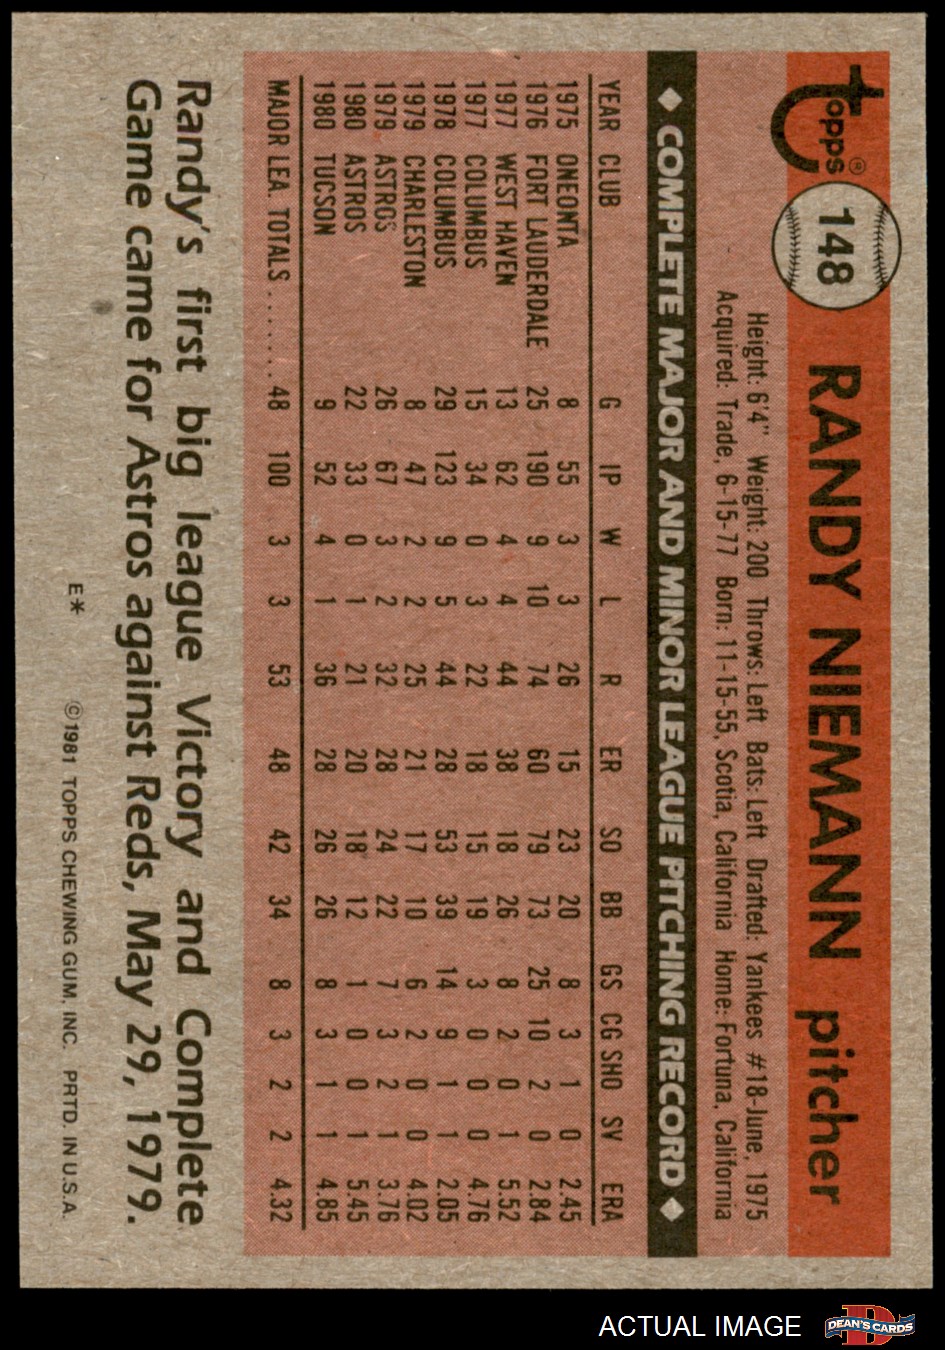 topps®
148
RANDY NIEMANN pitcher
Height: 6'4" Weight: 200 Throws: Left Bats: Left Drafted: Yankees #18-June, 1975
Acquired: Trade, 6-15-77 Born: 11-15-55, Scotia, California Home: Fortuna, California
◆ COMPLETE MAJOR AND MINOR LEAGUE PITCHING RECORD ◆
YEAR CLUB G IP W L R ER SO BB GS CG SHO SV ERA
1975 ONEONTA 8 55 3 3 26 15 23 20 8 3 1 0 2.45
1976 FORT LAUDERDALE 25 190 9 10 74 60 79 73 25 10 2 0 2.84
1977 WEST HAVEN 13 62 4 4 44 38 18 26 8 2 0 1 5.52
1977 COLUMBUS 15 34 0 3 22 18 15 19 3 0 0 0 4.76
1978 COLUMBUS 29 123 9 5 44 28 53 39 14 9 1 1 2.05
1979 CHARLESTON 8 47 2 2 25 21 17 10 6 2 0 0 4.02
1979 ASTROS 26 67 3 2 32 28 24 22 7 3 2 1 3.76
1980 ASTROS 22 33 0 1 21 20 18 12 1 0 0 1 5.45
1980 TUCSON 9 52 4 1 36 28 26 26 8 3 1 1 4.85
MAJOR LEA. TOTALS ........ 48 100 3 3 53 48 42 34 8 3 2 2 4.32
Randy's first big league Victory and Complete
Game came for Astros against Reds, May 29, 1979.
E* ©1981 TOPPS CHEWING GUM, INC. PRTD. IN U.S.A.
ACTUAL IMAGE
DEAN'S CARDS